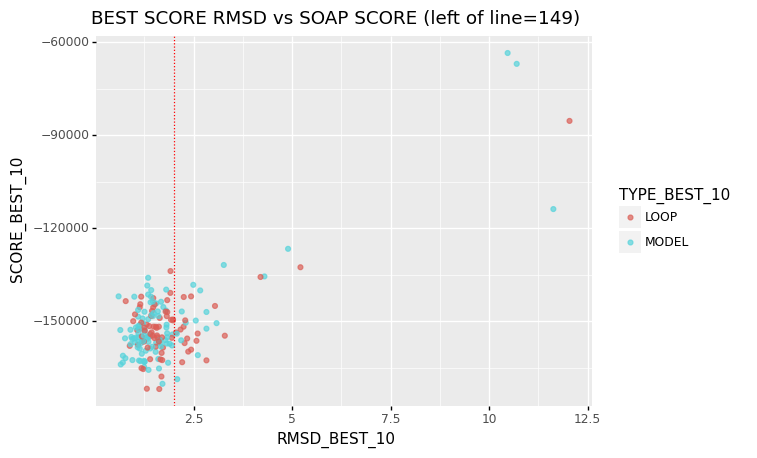 BEST SCORE RMSD vs SOAP SCORE (left of line=149)
−60000
−90000
−120000
−150000
SCORE_BEST_10
2.5
5
7.5
10
12.5
RMSD_BEST_10
TYPE_BEST_10
LOOP
MODEL